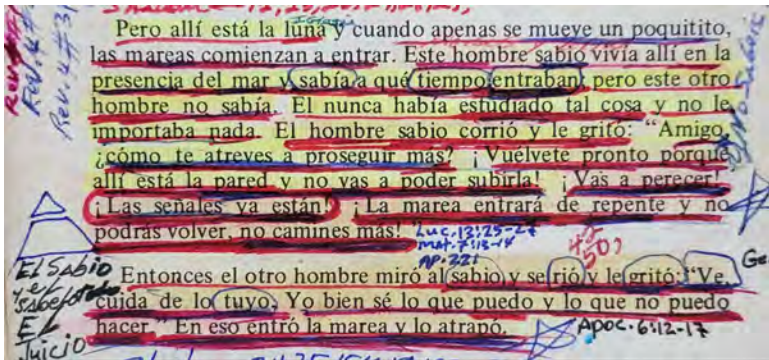 Pero allí está la luna y cuando apenas se mueve un poquitito,
las mareas comienzan a entrar. Este hombre sabio vivía allí en la
presencia del mar y sabía a qué tiempo entraban, pero este otro
hombre no sabía. El nunca había estudiado tal cosa y no le
importaba nada. El hombre sabio corrió y le gritó: "Amigo,
¿cómo te atreves a proseguir más? ¡Vuélvete pronto porque
allí está la pared y no vas a poder subirla! ¡Vas a perecer!
¡Las señales ya están! ¡La marea entrará de repente y no
podrás volver, no camines más!
Luc.13:25-27
Mat.7:13-14
AP.22:
Entonces el otro hombre miró al sabio y se rió y le gritó: "Ve,
cuida de lo tuyo. Yo bien sé lo que puedo y lo que no puedo
hacer." En eso entró la marea y lo atrapó.
Apoc.6:12-17
EL Sabio
y el
EL
Juicio
Rev. 4 #31